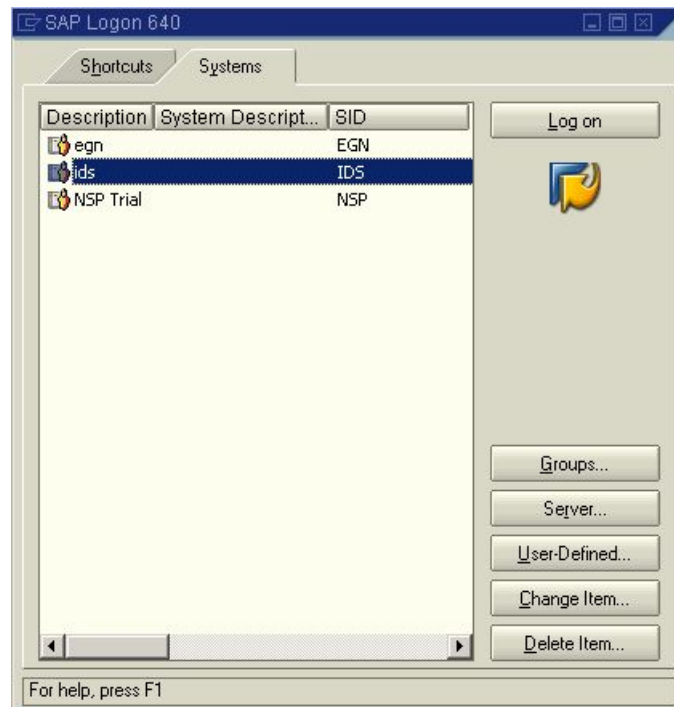 SAP Logon 640
Shortcuts Systems
Description System Descript... SID
egn EGN
ids IDS
NSP Trial NSP
Log on
Groups...
Server...
User-Defined...
Change Item...
Delete Item...
For help, press F1